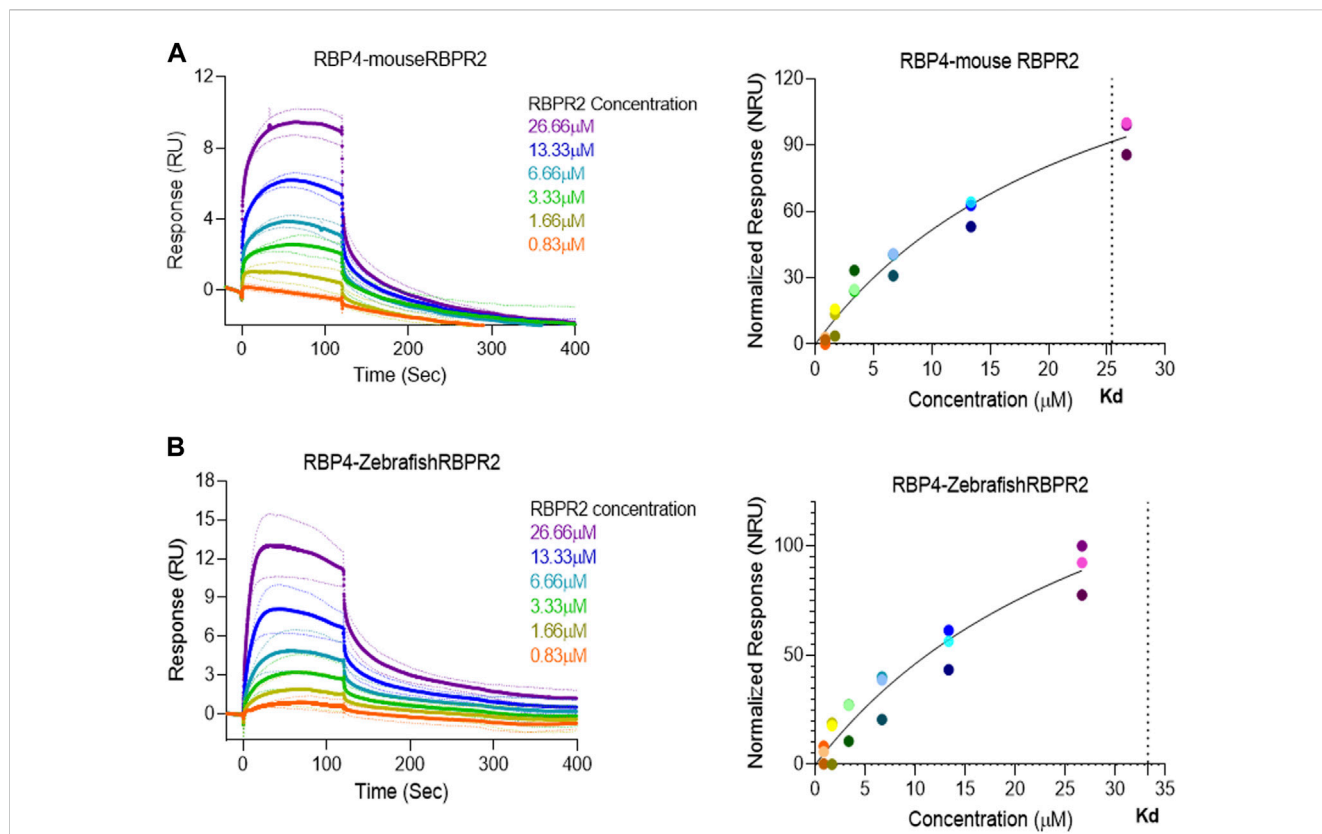 A
RBP4-mouseRBPR2
12
8
4
0
Response (RU)
0
100
200
300
400
Time (Sec)
RBPR2 Concentration
26.66μM
13.33μM
6.66μM
3.33μM
1.66μM
0.83μM
RBP4-mouse RBPR2
120
90
60
30
0
Normalized Response (NRU)
0
5
10
15
20
25
30
Concentration (μM)
Kd
B
RBP4-ZebrafishRBPR2
18
15
12
9
6
3
0
Response (RU)
0
100
200
300
400
Time (Sec)
RBPR2 concentration
26.66μM
13.33μM
6.66μM
3.33μM
1.66μM
0.83μM
RBP4-ZebrafishRBPR2
100
50
0
Normalized Response (NRU)
0
5
10
15
20
25
30
35
Concentration (μM)
Kd